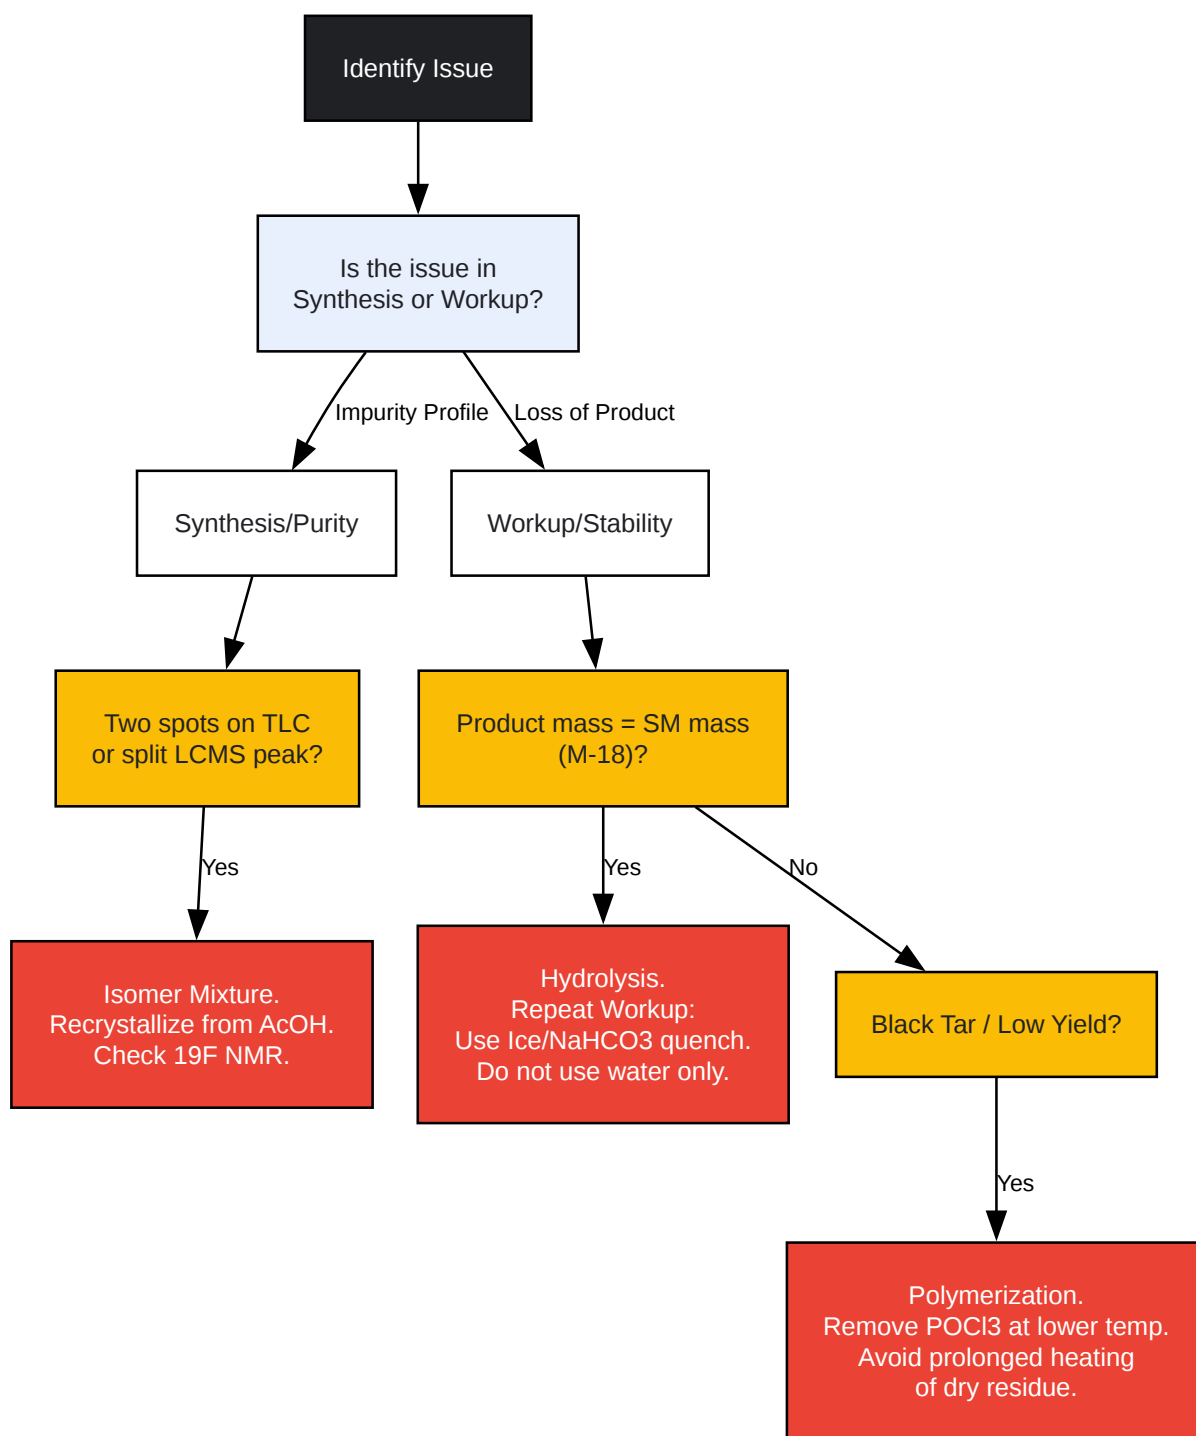 Identify Issue
Is the issue in
Synthesis or Workup?
Impurity Profile
Loss of Product
Synthesis/Purity
Workup/Stability
Two spots on TLC
or split LCMS peak?
Product mass = SM mass
(M-18)?
Yes
Yes
No
Isomer Mixture.
Recrystallize from AcOH.
Check 19F NMR.
Hydrolysis.
Repeat Workup:
Use Ice/NaHCO3 quench.
Do not use water only.
Black Tar / Low Yield?
Yes
Polymerization.
Remove POCl3 at lower temp.
Avoid prolonged heating
of dry residue.